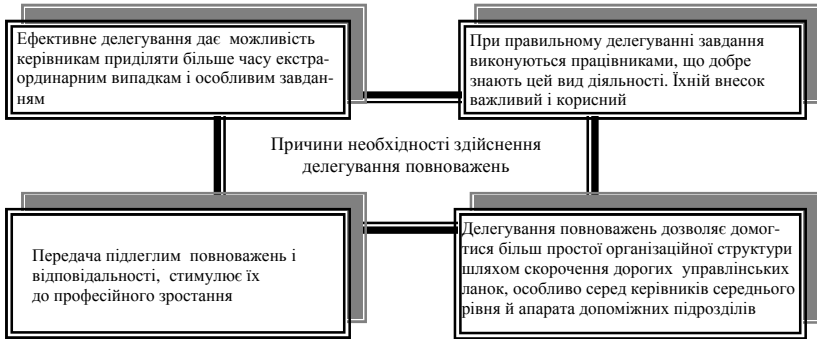 Ефективне делегування дає можливість
керівникам приділяти більше часу екстра-
ординарним випадкам і особливим завдан-
ням
При правильному делегуванні завдання
виконуються працівниками, що добре
знають цей вид діяльності. Їхній внесок
важливий і корисний
Причини необхідності здійснення
делегування повноважень
Передача підлеглим повноважень і
відповідальності, стимулює їх
до професійного зростання
Делегування повноважень дозволяє домог-
тися більш простої організаційної структури
шляхом скорочення дорогих управлінських
ланок, особливо серед керівників середнього
рівня й апарата допоміжних підрозділів